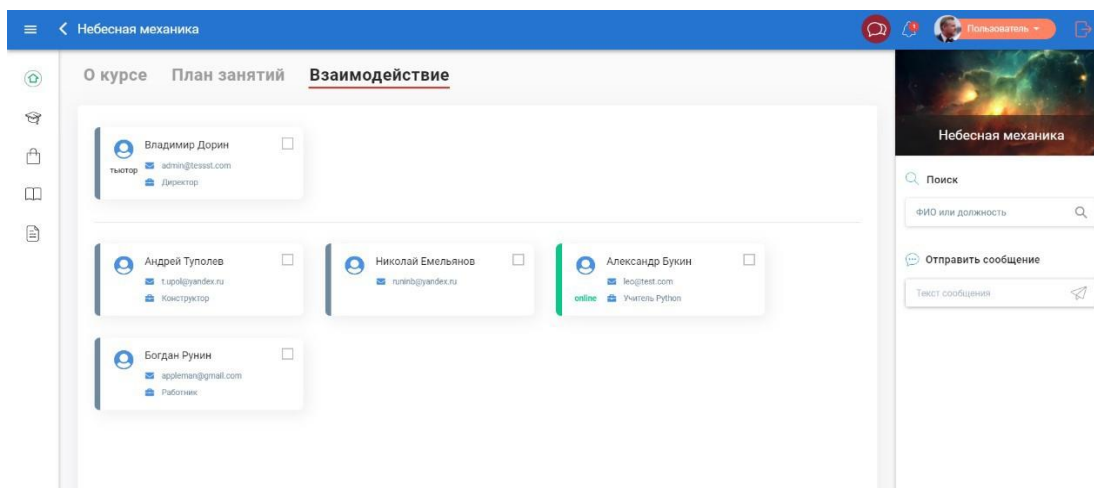 Небесная механика
Пользователь
О курсе План занятий Взаимодействие
Небесная механика
Владимир Дорин
тьютор
admin@tessst.com
Директор
Поиск
ФИО или должность
Андрей Туполев
t.upol@yandex.ru
Конструктор
Николай Емельянов
runinb@yandex.ru
Александр Букин
online
leo@test.com
Учитель Python
Отправить сообщение
Текст сообщения
Богдан Рунин
appleman@gmail.com
Работник